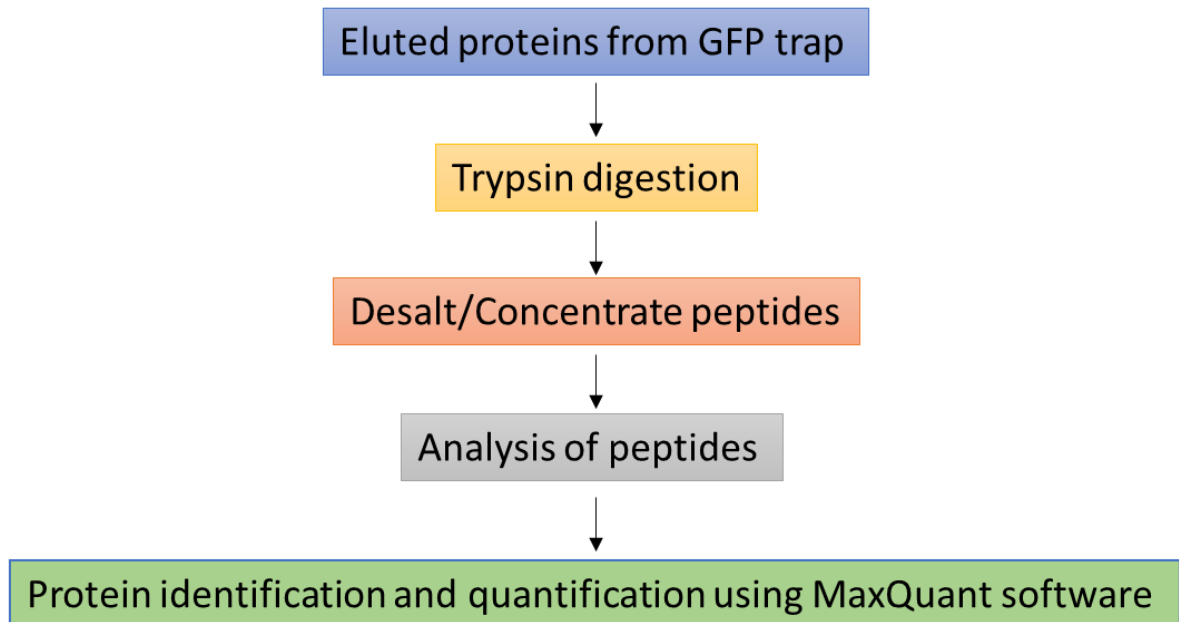 Eluted proteins from GFP trap
Trypsin digestion
Desalt/Concentrate peptides
Analysis of peptides
Protein identification and quantification using MaxQuant software